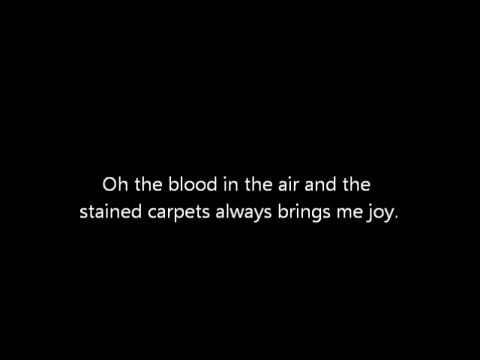 Oh the blood in the air and the
stained carpets always brings me joy.